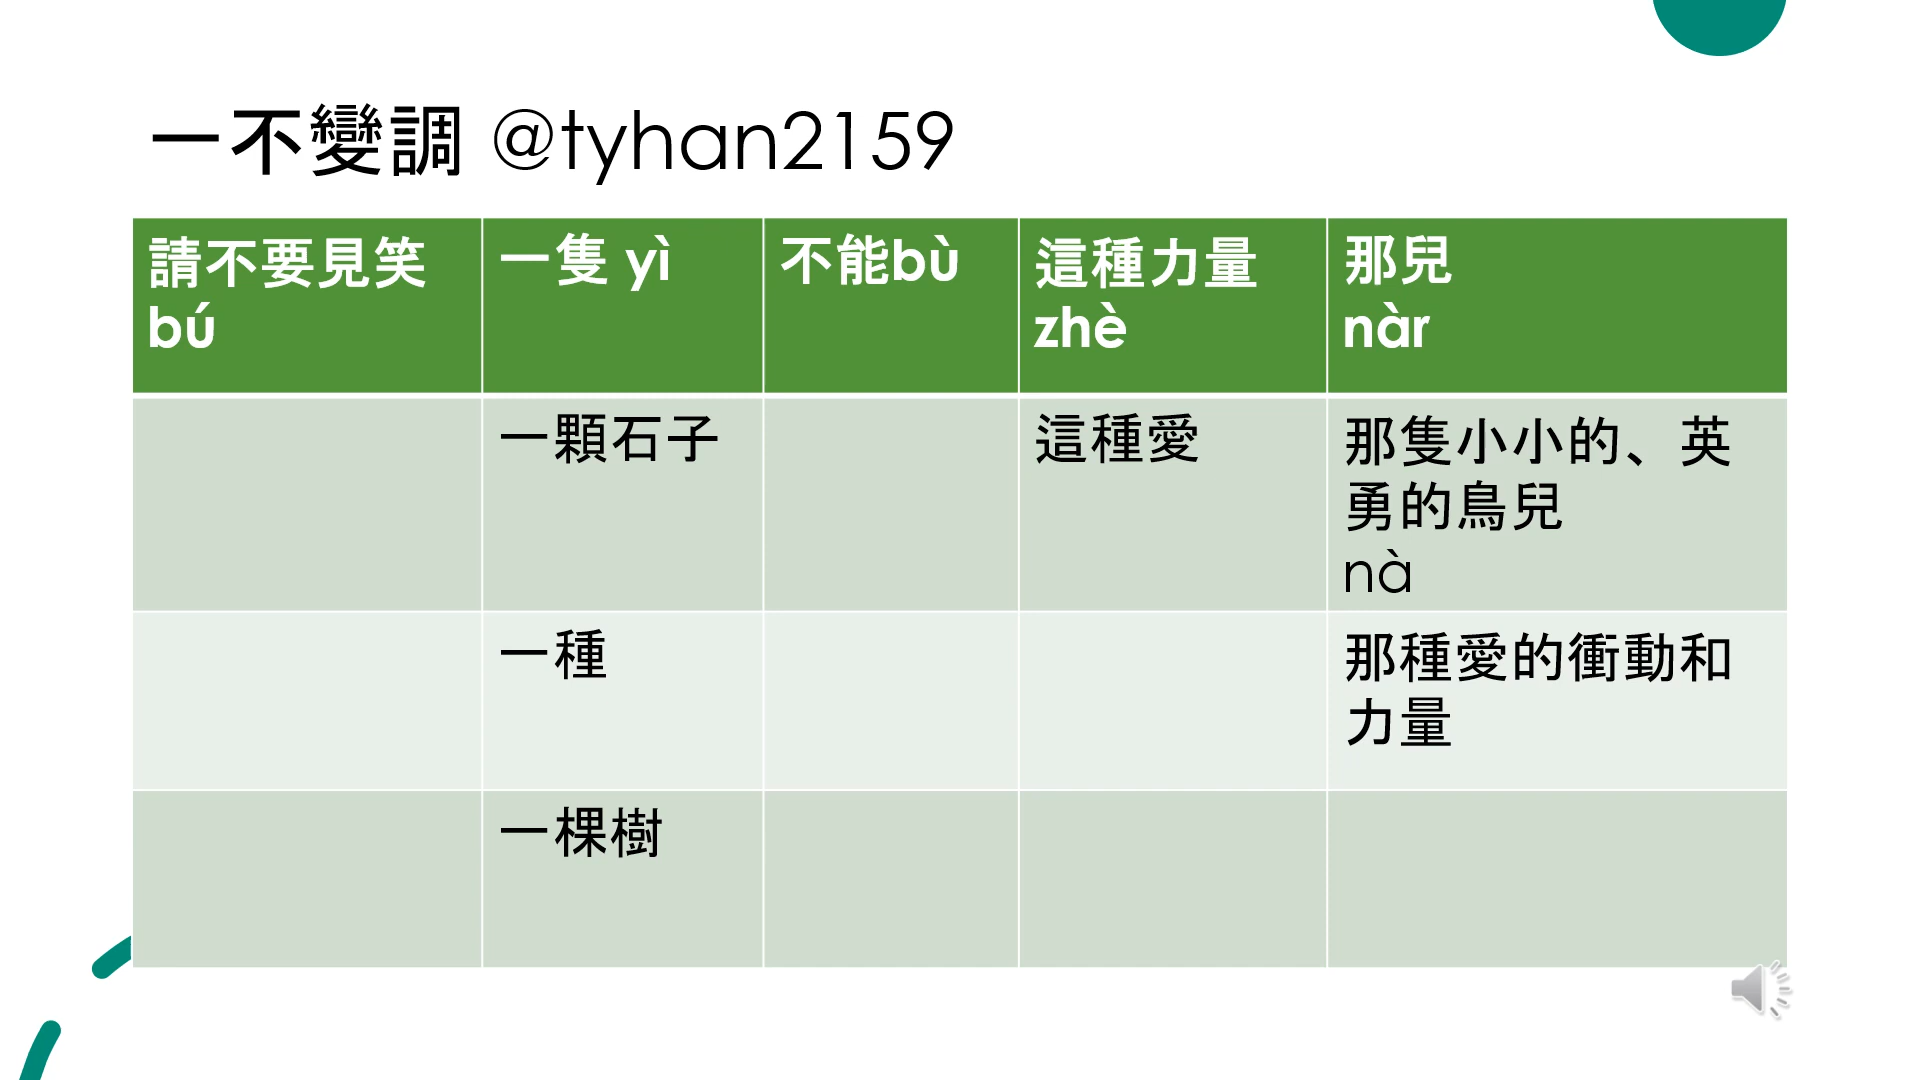 一不變調 @tyhan2159
請不要見笑
bú
一隻 yì
不能bù
這種力量
zhè
那兒
nàr
一顆石子
這種愛
那隻小小的、英
勇的鳥兒
nà
一種
那種愛的衝動和
力量
一棵樹